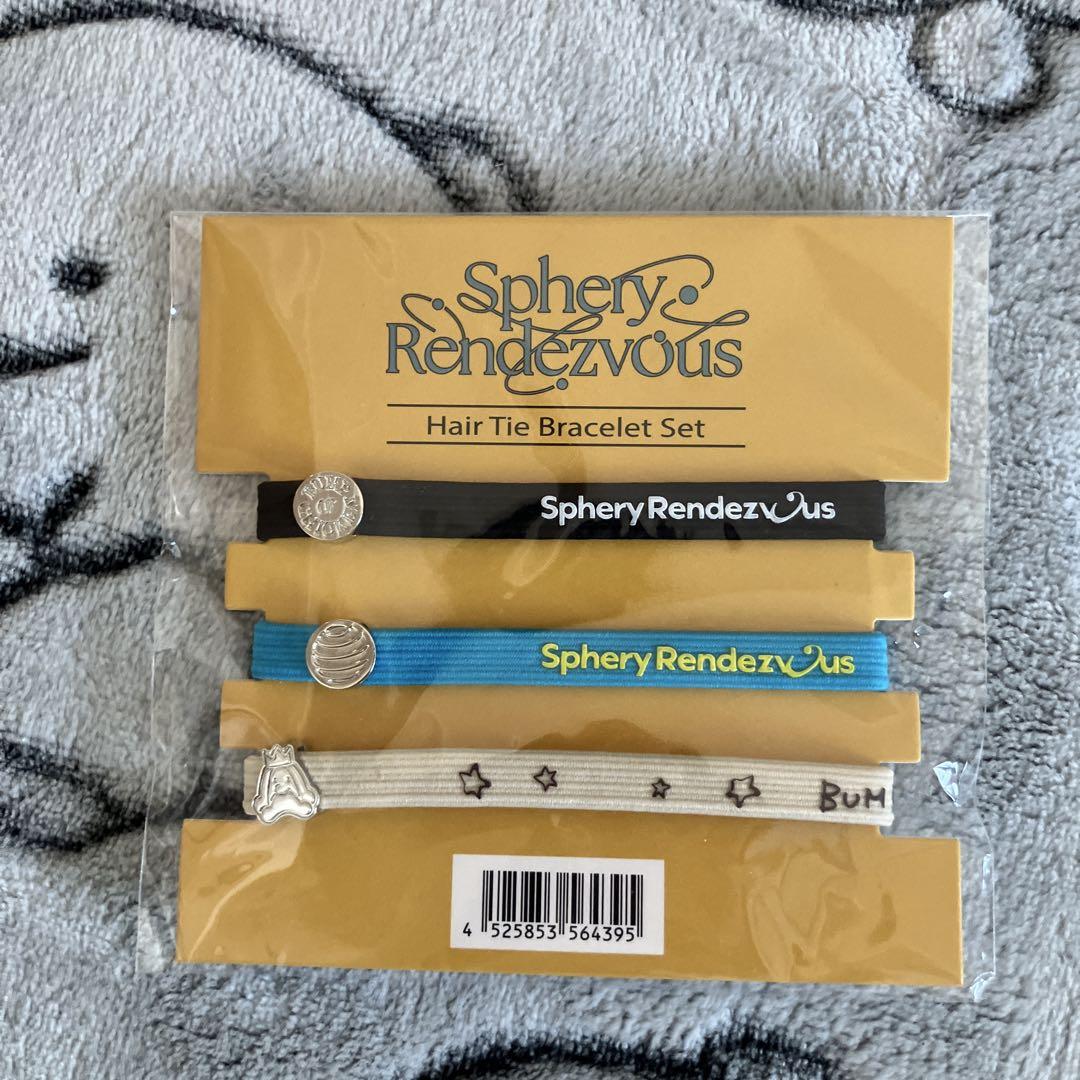 Sphery
Rendezvous
Hair Tie Bracelet Set
Sphery Rendezvous
Sphery Rendezvous
BUM
4 525853 564395